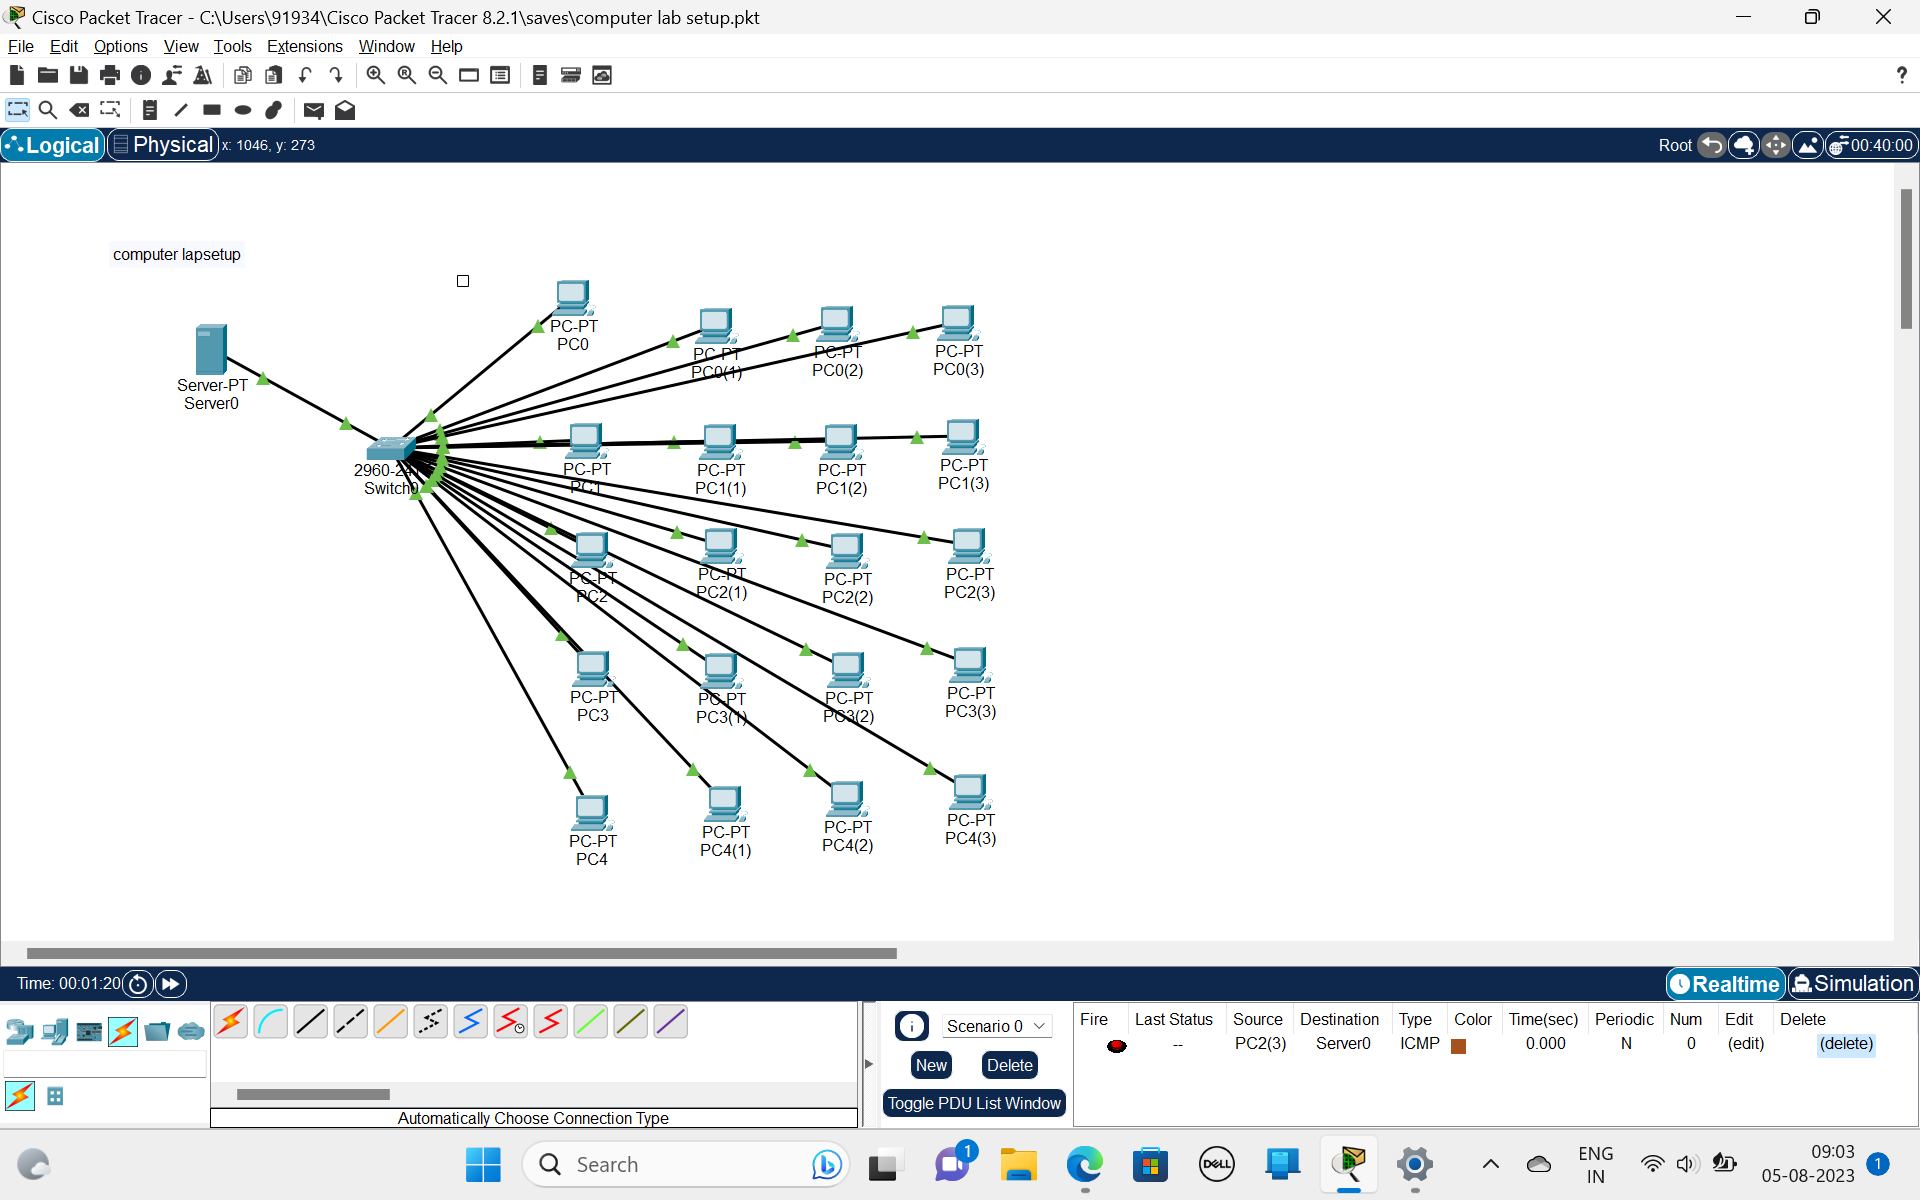 Cisco Packet Tracer - C:\Users\91934\Cisco Packet Tracer 8.2.1\saves\computer lab setup.pkt
File Edit Options View Tools Extensions Window Help
?
Logical Physical x: 1046, y: 273 Root 00:40:00
computer lapsetup
PC-PT
PC0
PC-PT
PC0(1)
PC-PT
PC0(2)
PC-PT
PC0(3)
Server-PT
Server0
2960-24
Switch0
PC-PT
PC1
PC-PT
PC1(1)
PC-PT
PC1(2)
PC-PT
PC1(3)
PC-PT
PC2
PC-PT
PC2(1)
PC-PT
PC2(2)
PC-PT
PC2(3)
PC-PT
PC3
PC-PT
PC3(1)
PC-PT
PC3(2)
PC-PT
PC3(3)
PC-PT
PC4
PC-PT
PC4(1)
PC-PT
PC4(2)
PC-PT
PC4(3)
Time: 00:01:20 Realtime Simulation
Scenario 0
New Delete
Toggle PDU List Window
Automatically Choose Connection Type
Fire Last Status Source Destination Type Color Time(sec) Periodic Num Edit Delete
-- PC2(3) Server0 ICMP 0.000 N 0 (edit) (delete)
Search
1
DELL
ENG
IN
09:03
05-08-2023
1